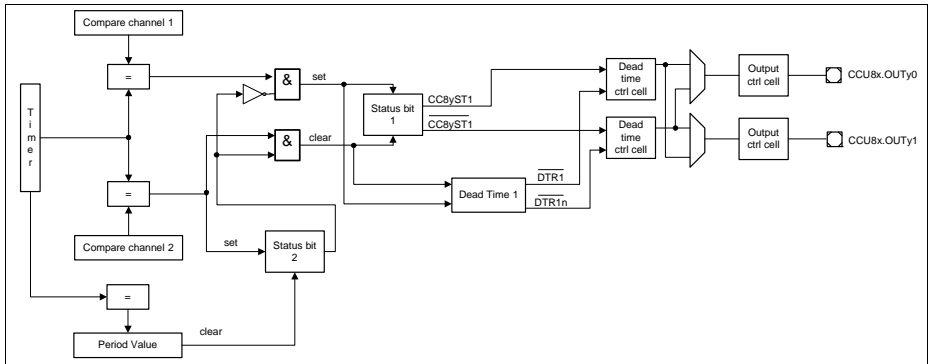 Compare channel 1
=
Timer
&
set
Status bit
1
CC8yST1
CC8yST1
Dead
time
ctrl cell
Output
ctrl cell
CCU8x.OUTy0
&
clear
Dead
time
ctrl cell
Output
ctrl cell
CCU8x.OUTy1
=
Dead Time 1
DTR1
DTR1n
Compare channel 2
set
Status bit
2
=
clear
Period Value